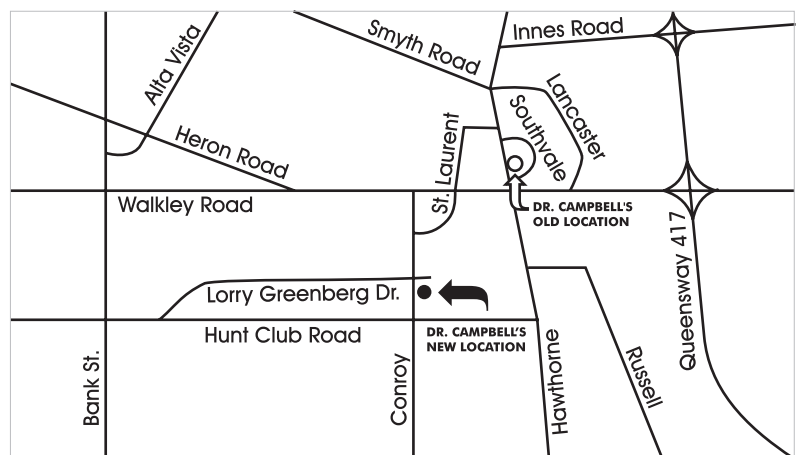 Innes Road
Smyth Road
Alta Vista
Lancaster
Southvale
Heron Road
St. Laurent
Walkley Road
DR. CAMPBELL'S
OLD LOCATION
Queensway 417
Lorry Greenberg Dr.
Hunt Club Road
DR. CAMPBELL'S
NEW LOCATION
Bank St.
Conroy
Hawthorne
Russell